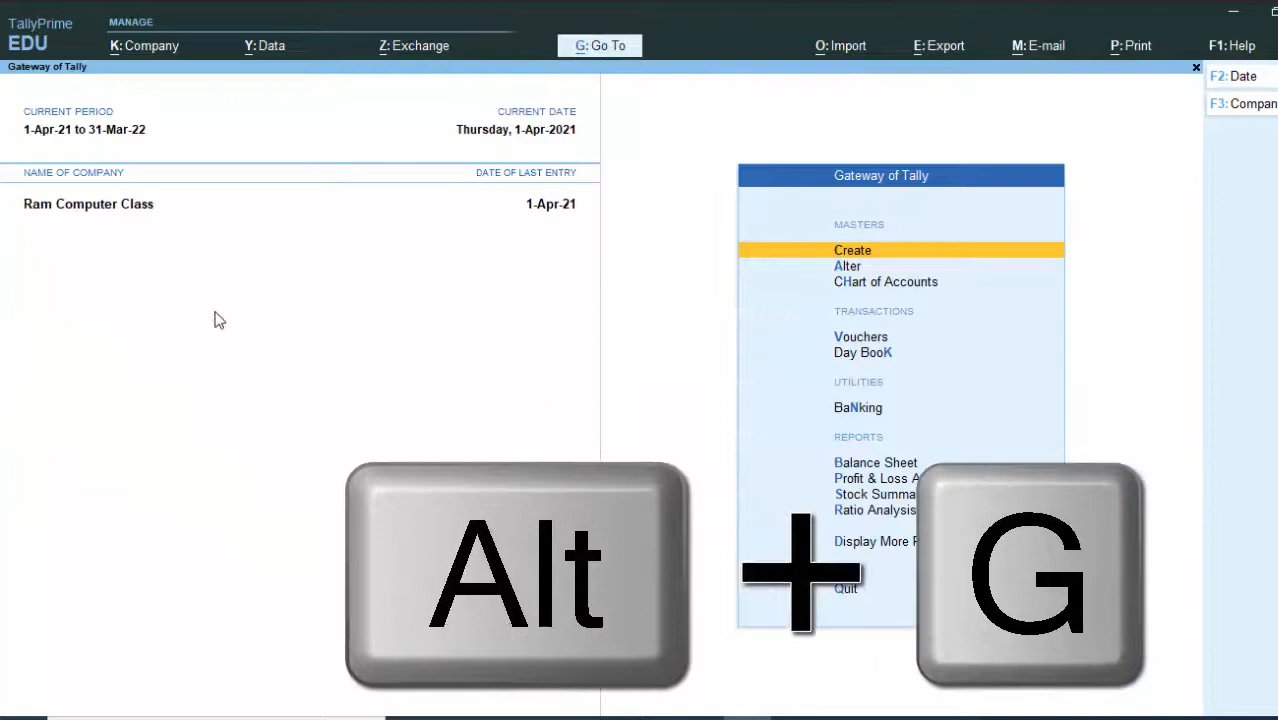 TallyPrime
EDU
MANAGE
K: Company
Y: Data
Z: Exchange
G: Go To
O: Import
E: Export
M: E-mail
P: Print
F1: Help
Gateway of Tally
F2: Date
F3: Compan
CURRENT PERIOD
CURRENT DATE
1-Apr-21 to 31-Mar-22
Thursday, 1-Apr-2021
NAME OF COMPANY
DATE OF LAST ENTRY
Ram Computer Class
1-Apr-21
Gateway of Tally
MASTERS
Create
Alter
CHart of Accounts
TRANSACTIONS
Vouchers
Day BooK
UTILITIES
BaNking
REPORTS
Balance Sheet
Profit & Loss A
Stock Summa
Ratio Analysis
Display More
Quit
Alt + G